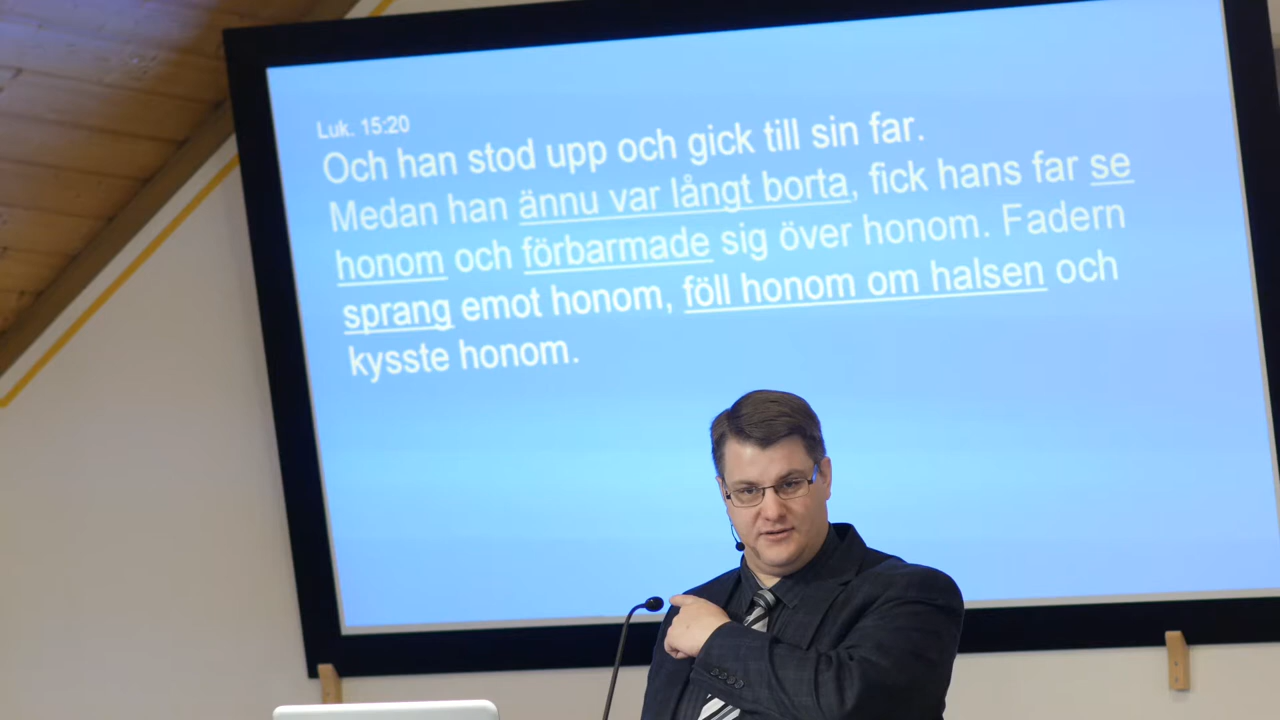 Luk. 15:20
Och han stod upp och gick till sin far.
Medan han ännu var långt borta, fick hans far se
honom och förbarmade sig över honom. Fadern
sprang emot honom, föll honom om halsen och
kysste honom.